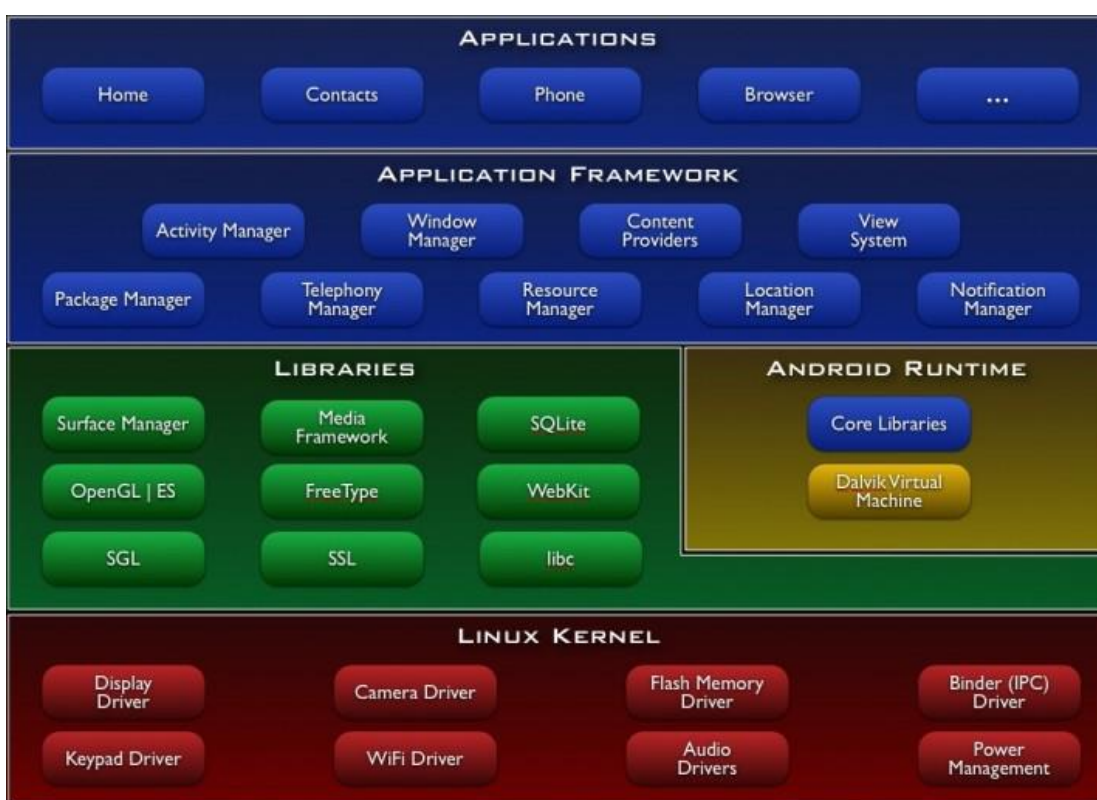 APPLICATIONS
Home
Contacts
Phone
Browser
...
APPLICATION FRAMEWORK
Activity Manager
Window
Manager
Content
Providers
View
System
Package Manager
Telephony
Manager
Resource
Manager
Location
Manager
Notification
Manager
LIBRARIES
Surface Manager
Media
Framework
SQLite
OpenGL | ES
FreeType
WebKit
SGL
SSL
libc
ANDROID RUNTIME
Core Libraries
Dalvik Virtual
Machine
LINUX KERNEL
Display
Driver
Camera Driver
Flash Memory
Driver
Binder (IPC)
Driver
Keypad Driver
WiFi Driver
Audio
Drivers
Power
Management